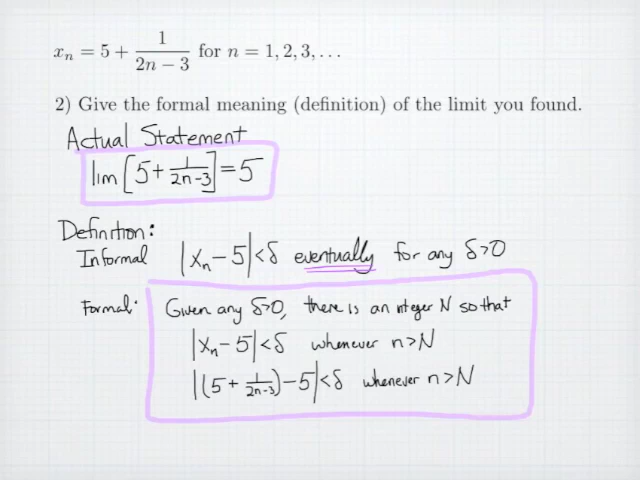 xₙ = 5 + 1/(2n − 3) for n = 1, 2, 3, . . .
2) Give the formal meaning (definition) of the limit you found.
Actual Statement
lim [5 + 1/(2n−3)] = 5
Definition:
Informal |xₙ − 5| < δ eventually for any δ>0
Formal: Given any δ>0, there is an integer N so that
|xₙ − 5| < δ whenever n>N
|(5 + 1/(2n−3)) − 5| < δ whenever n>N